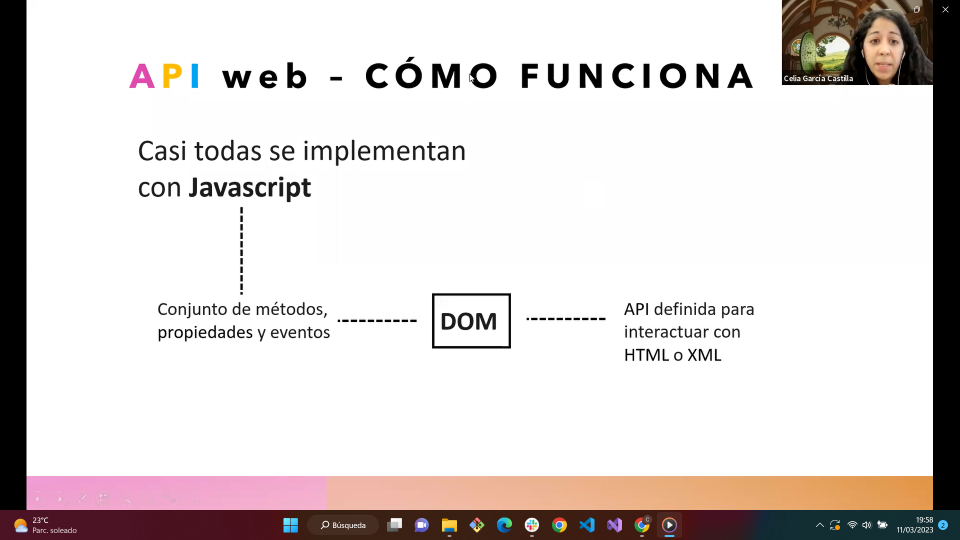 API web – CÓMO FUNCIONA
Celia García Castilla
Casi todas se implementan
con Javascript
Conjunto de métodos,
propiedades y eventos
DOM
API definida para
interactuar con
HTML o XML
23°C
Parc. soleado
Búsqueda
19:58
11/03/2023
2